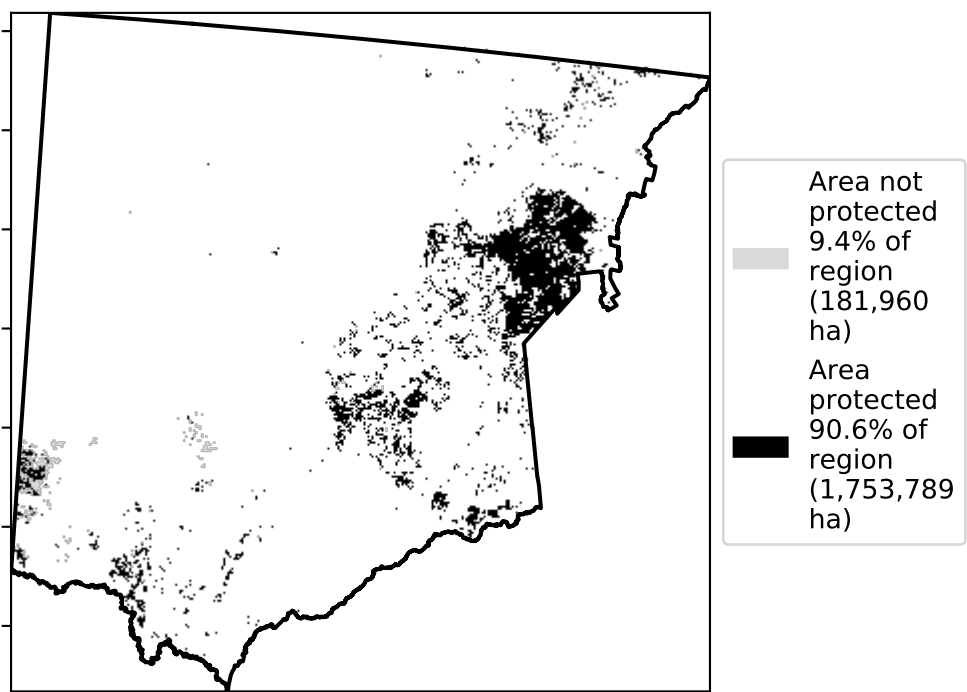 Area not
protected
9.4% of
region
(181,960
ha)
Area
protected
90.6% of
region
(1,753,789
ha)